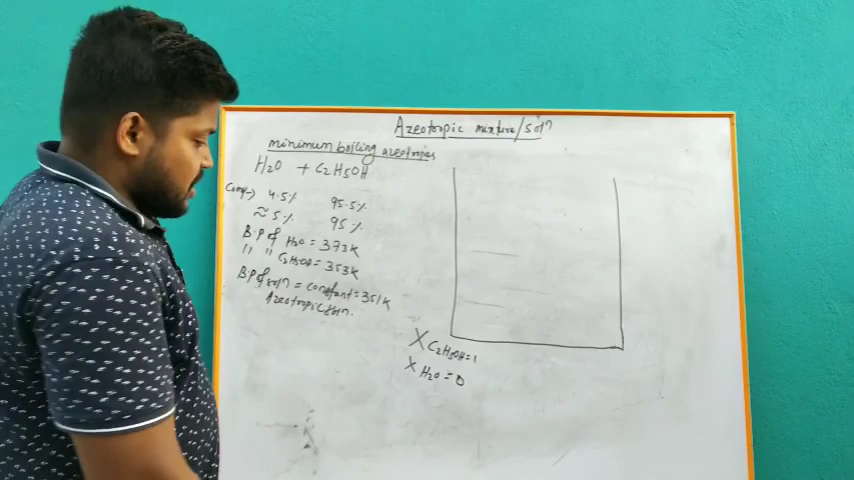 Azeotropic mixture/solⁿ
minimum boiling azeotropes
H₂O + C₂H₅OH
Comp→ 4.5% 95.5%
≈ 5% 95%
B.P of H₂O = 373K
" " C₂H₅OH = 353K
B.P of solⁿ = constant = 351K
Azeotropic solⁿ.
X C₂H₅OH = 1
X H₂O = 0